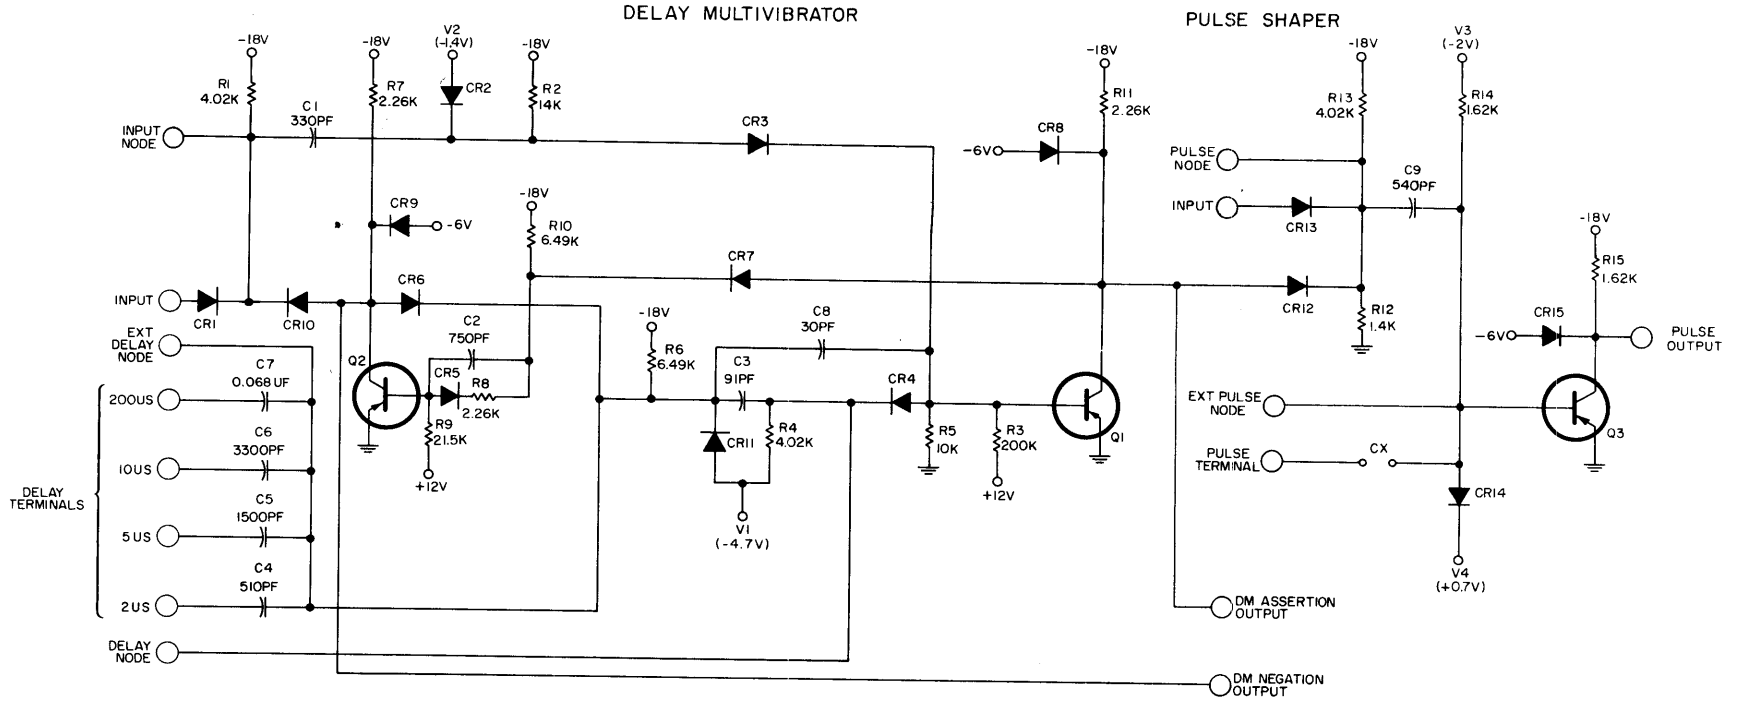 DELAY MULTIVIBRATOR
PULSE SHAPER
-18V
R1
4.02K
C1
330PF
INPUT
NODE
-18V
R7
2.26K
V2
(-1.4V)
CR2
-18V
R2
14K
CR3
-18V
R11
2.26K
CR8
-6V
-18V
R13
4.02K
V3
(-2V)
R14
1.62K
PULSE
NODE
C9
540PF
INPUT
CR13
CR9
-6V
-18V
R10
6.49K
CR7
-18V
R15
1.62K
INPUT
CR1
CR10
CR6
CR12
R12
1.4K
CR15
-6V
PULSE
OUTPUT
EXT
DELAY
NODE
C2
750PF
Q2
CR5
R8
2.26K
R9
21.5K
+12V
-18V
R6
6.49K
C8
30PF
C3
91PF
CR4
CR11
R4
4.02K
V1
(-4.7V)
R5
10K
R3
200K
+12V
Q1
EXT PULSE
NODE
Q3
PULSE
TERMINAL
CX
CR14
V4
(+0.7V)
DELAY
TERMINALS
C7
0.068UF
200US
C6
3300PF
10US
C5
1500PF
5US
C4
510PF
2US
DELAY
NODE
DM ASSERTION
OUTPUT
DM NEGATION
OUTPUT